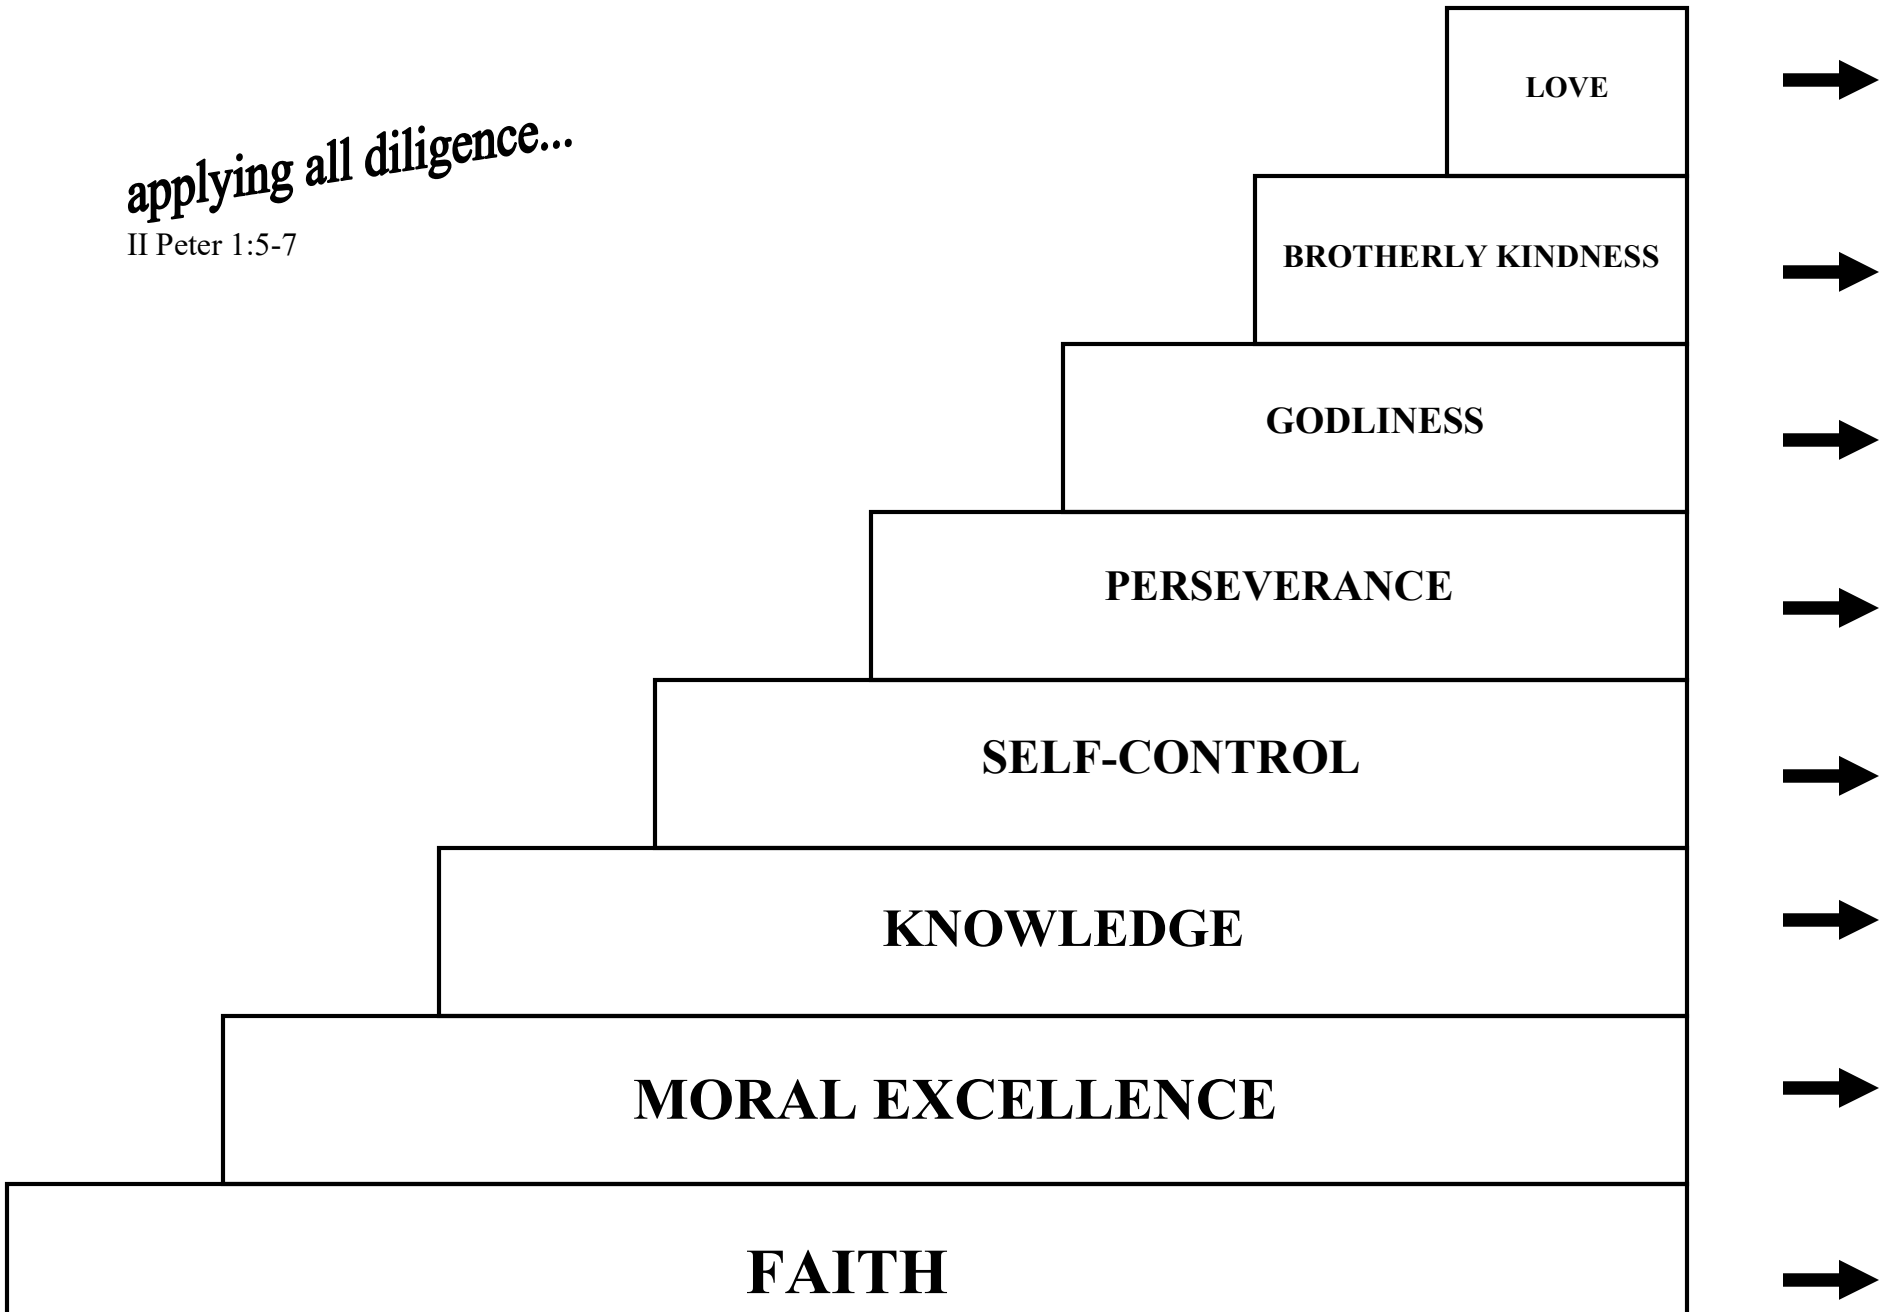 LOVE
applying all diligence...
II Peter 1:5-7
BROTHERLY KINDNESS
GODLINESS
PERSEVERANCE
SELF-CONTROL
KNOWLEDGE
MORAL EXCELLENCE
FAITH